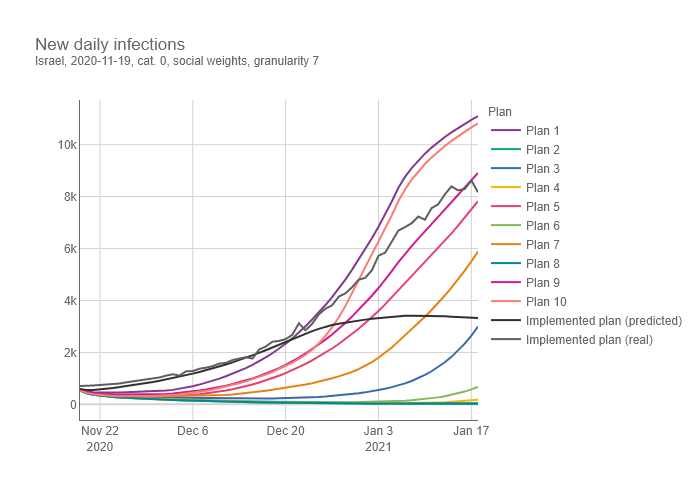 New daily infections
Israel, 2020-11-19, cat. 0, social weights, granularity 7
Plan
10k
8k
6k
4k
2k
0
Plan 1
Plan 2
Plan 3
Plan 4
Plan 5
Plan 6
Plan 7
Plan 8
Plan 9
Plan 10
Implemented plan (predicted)
Implemented plan (real)
Nov 22 Dec 6 Dec 20 Jan 3 Jan 17
2020 2021